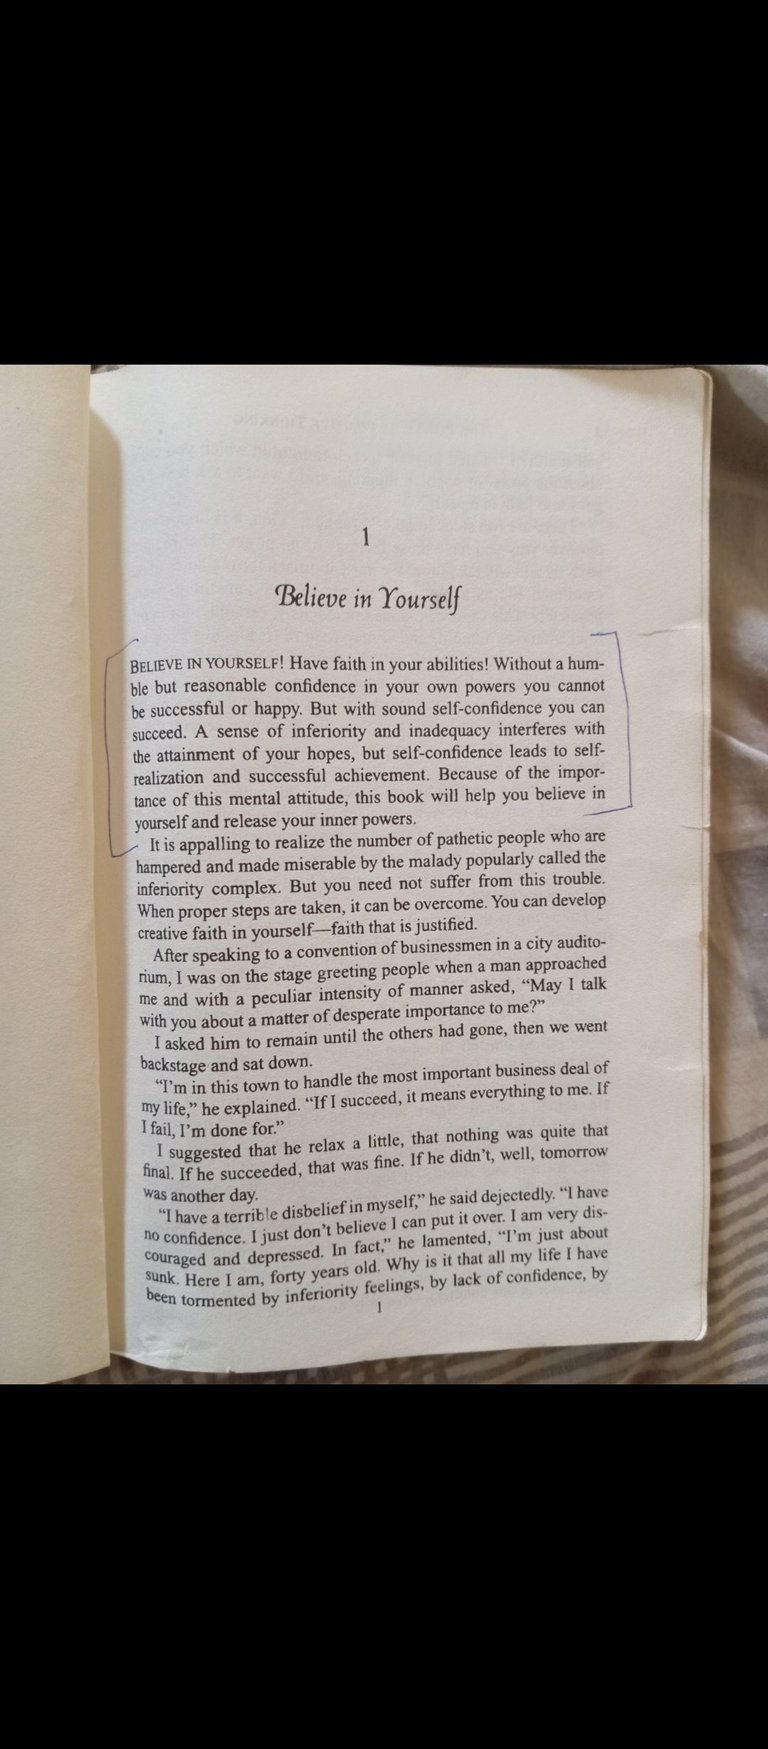 1
Believe in Yourself
BELIEVE IN YOURSELF! Have faith in your abilities! Without a hum-
ble but reasonable confidence in your own powers you cannot
be successful or happy. But with sound self-confidence you can
succeed. A sense of inferiority and inadequacy interferes with
the attainment of your hopes, but self-confidence leads to self-
realization and successful achievement. Because of the impor-
tance of this mental attitude, this book will help you believe in
yourself and release your inner powers.
It is appalling to realize the number of pathetic people who are
hampered and made miserable by the malady popularly called the
inferiority complex. But you need not suffer from this trouble.
When proper steps are taken, it can be overcome. You can develop
creative faith in yourself—faith that is justified.
After speaking to a convention of businessmen in a city audito-
rium, I was on the stage greeting people when a man approached
me and with a peculiar intensity of manner asked, “May I talk
with you about a matter of desperate importance to me?”
I asked him to remain until the others had gone, then we went
backstage and sat down.
“I’m in this town to handle the most important business deal of
my life,” he explained. “If I succeed, it means everything to me. If
I fail, I’m done for.”
I suggested that he relax a little, that nothing was quite that
final. If he succeeded, that was fine. If he didn’t, well, tomorrow
was another day.
“I have a terrible disbelief in myself,” he said dejectedly. “I have
no confidence. I just don’t believe I can put it over. I am very dis-
couraged and depressed. In fact,” he lamented, “I’m just about
sunk. Here I am, forty years old. Why is it that all my life I have
been tormented by inferiority feelings, by lack of confidence, by
1